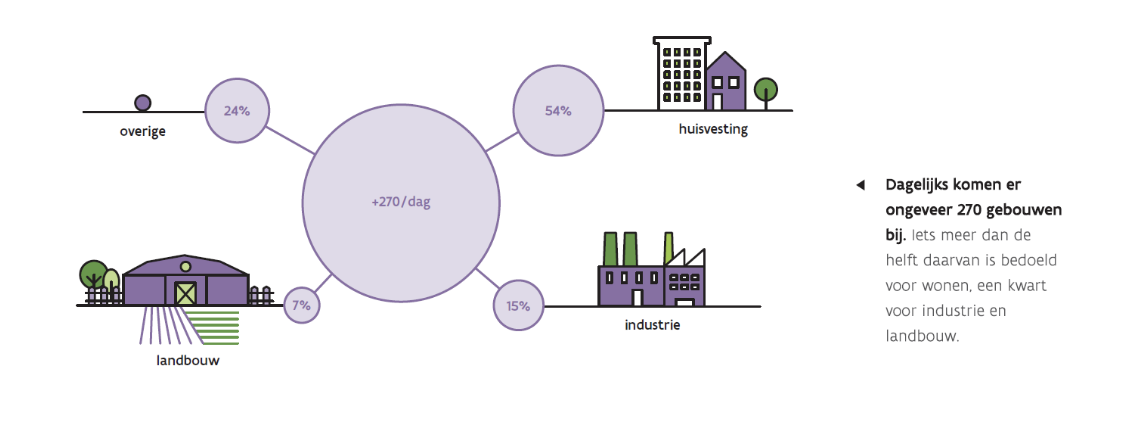 24%
overige
54%
huisvesting
+270/dag
7%
landbouw
15%
industrie
Dagelijks komen er
ongeveer 270 gebouwen
bij. Iets meer dan de
helft daarvan is bedoeld
voor wonen, een kwart
voor industrie en
landbouw.